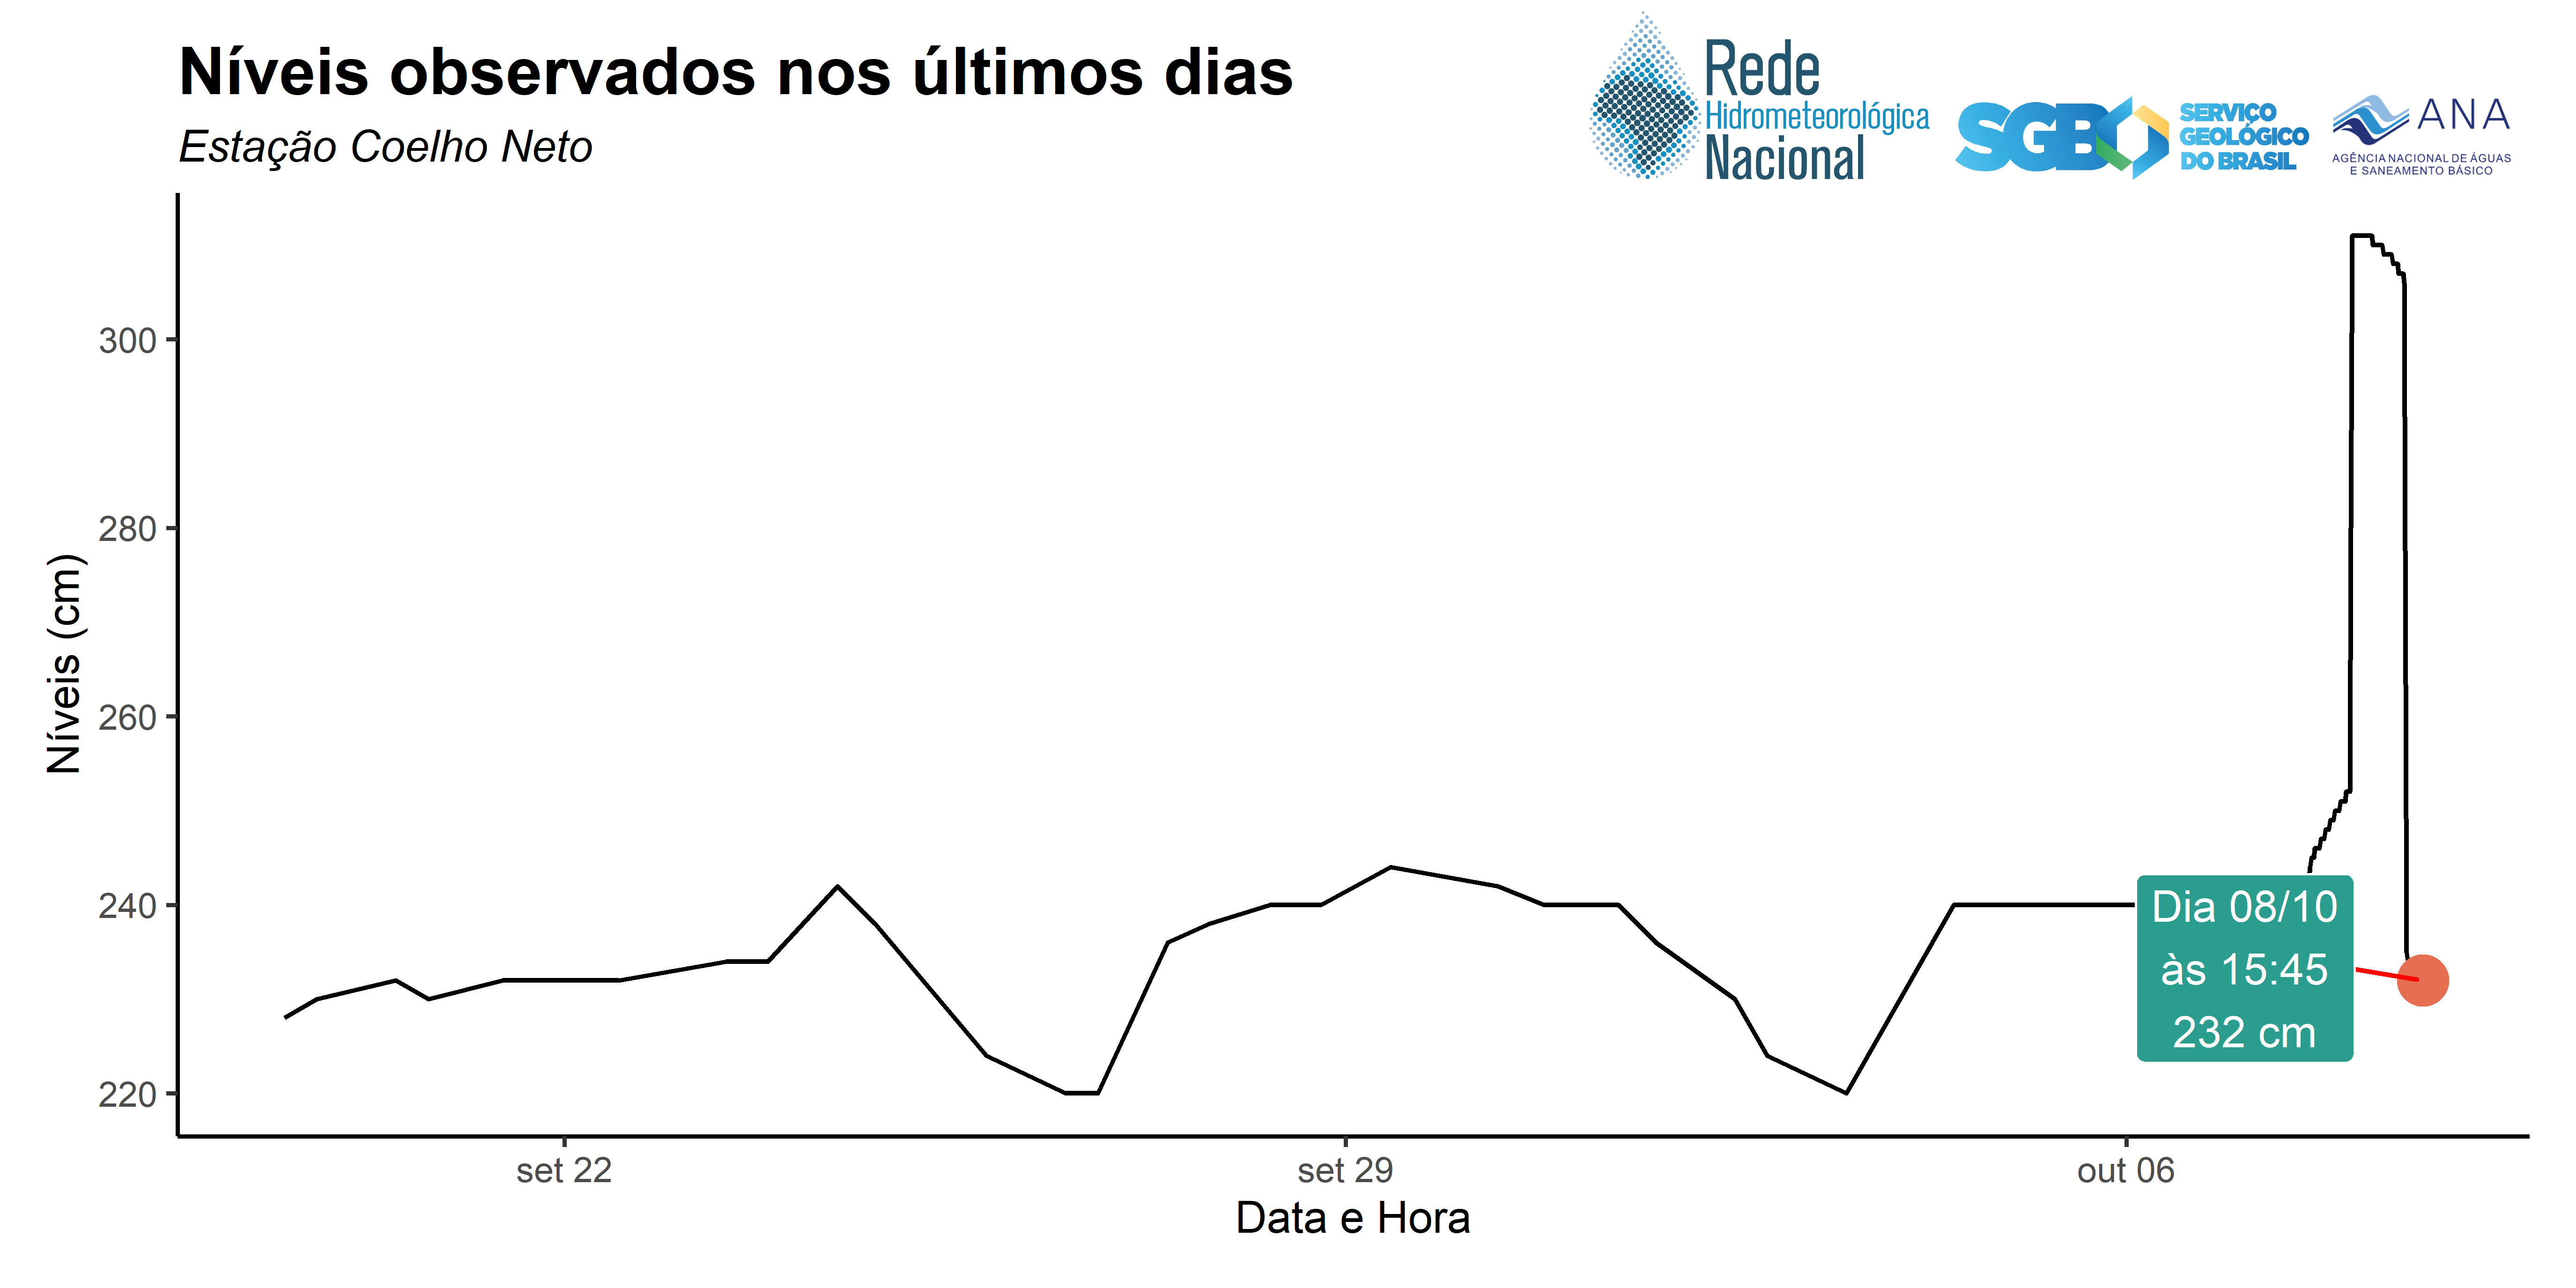 Níveis observados nos últimos dias
Estação Coelho Neto
Rede
Hidrometeorológica
Nacional
SGB
SERVIÇO
GEOLÓGICO
DO BRASIL
ANA
AGÊNCIA NACIONAL DE ÁGUAS
E SANEAMENTO BÁSICO
Níveis (cm)
300
280
260
240
220
Dia 08/10
às 15:45
232 cm
set 22
set 29
out 06
Data e Hora